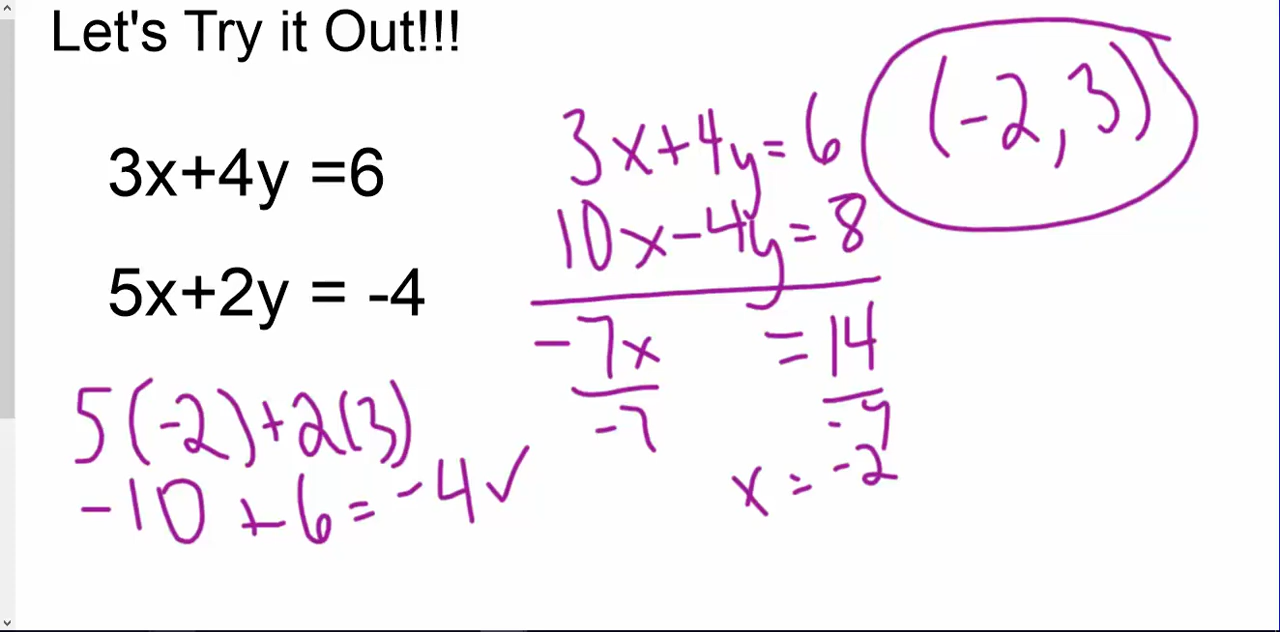 Let's Try it Out!!!
3x+4y =6
5x+2y = -4
5(-2)+2(3)
-10 +6 = -4 ✓
3x+4y=6
10x-4y=8
-7x =14
-7 -7
x = -2
(-2,3)